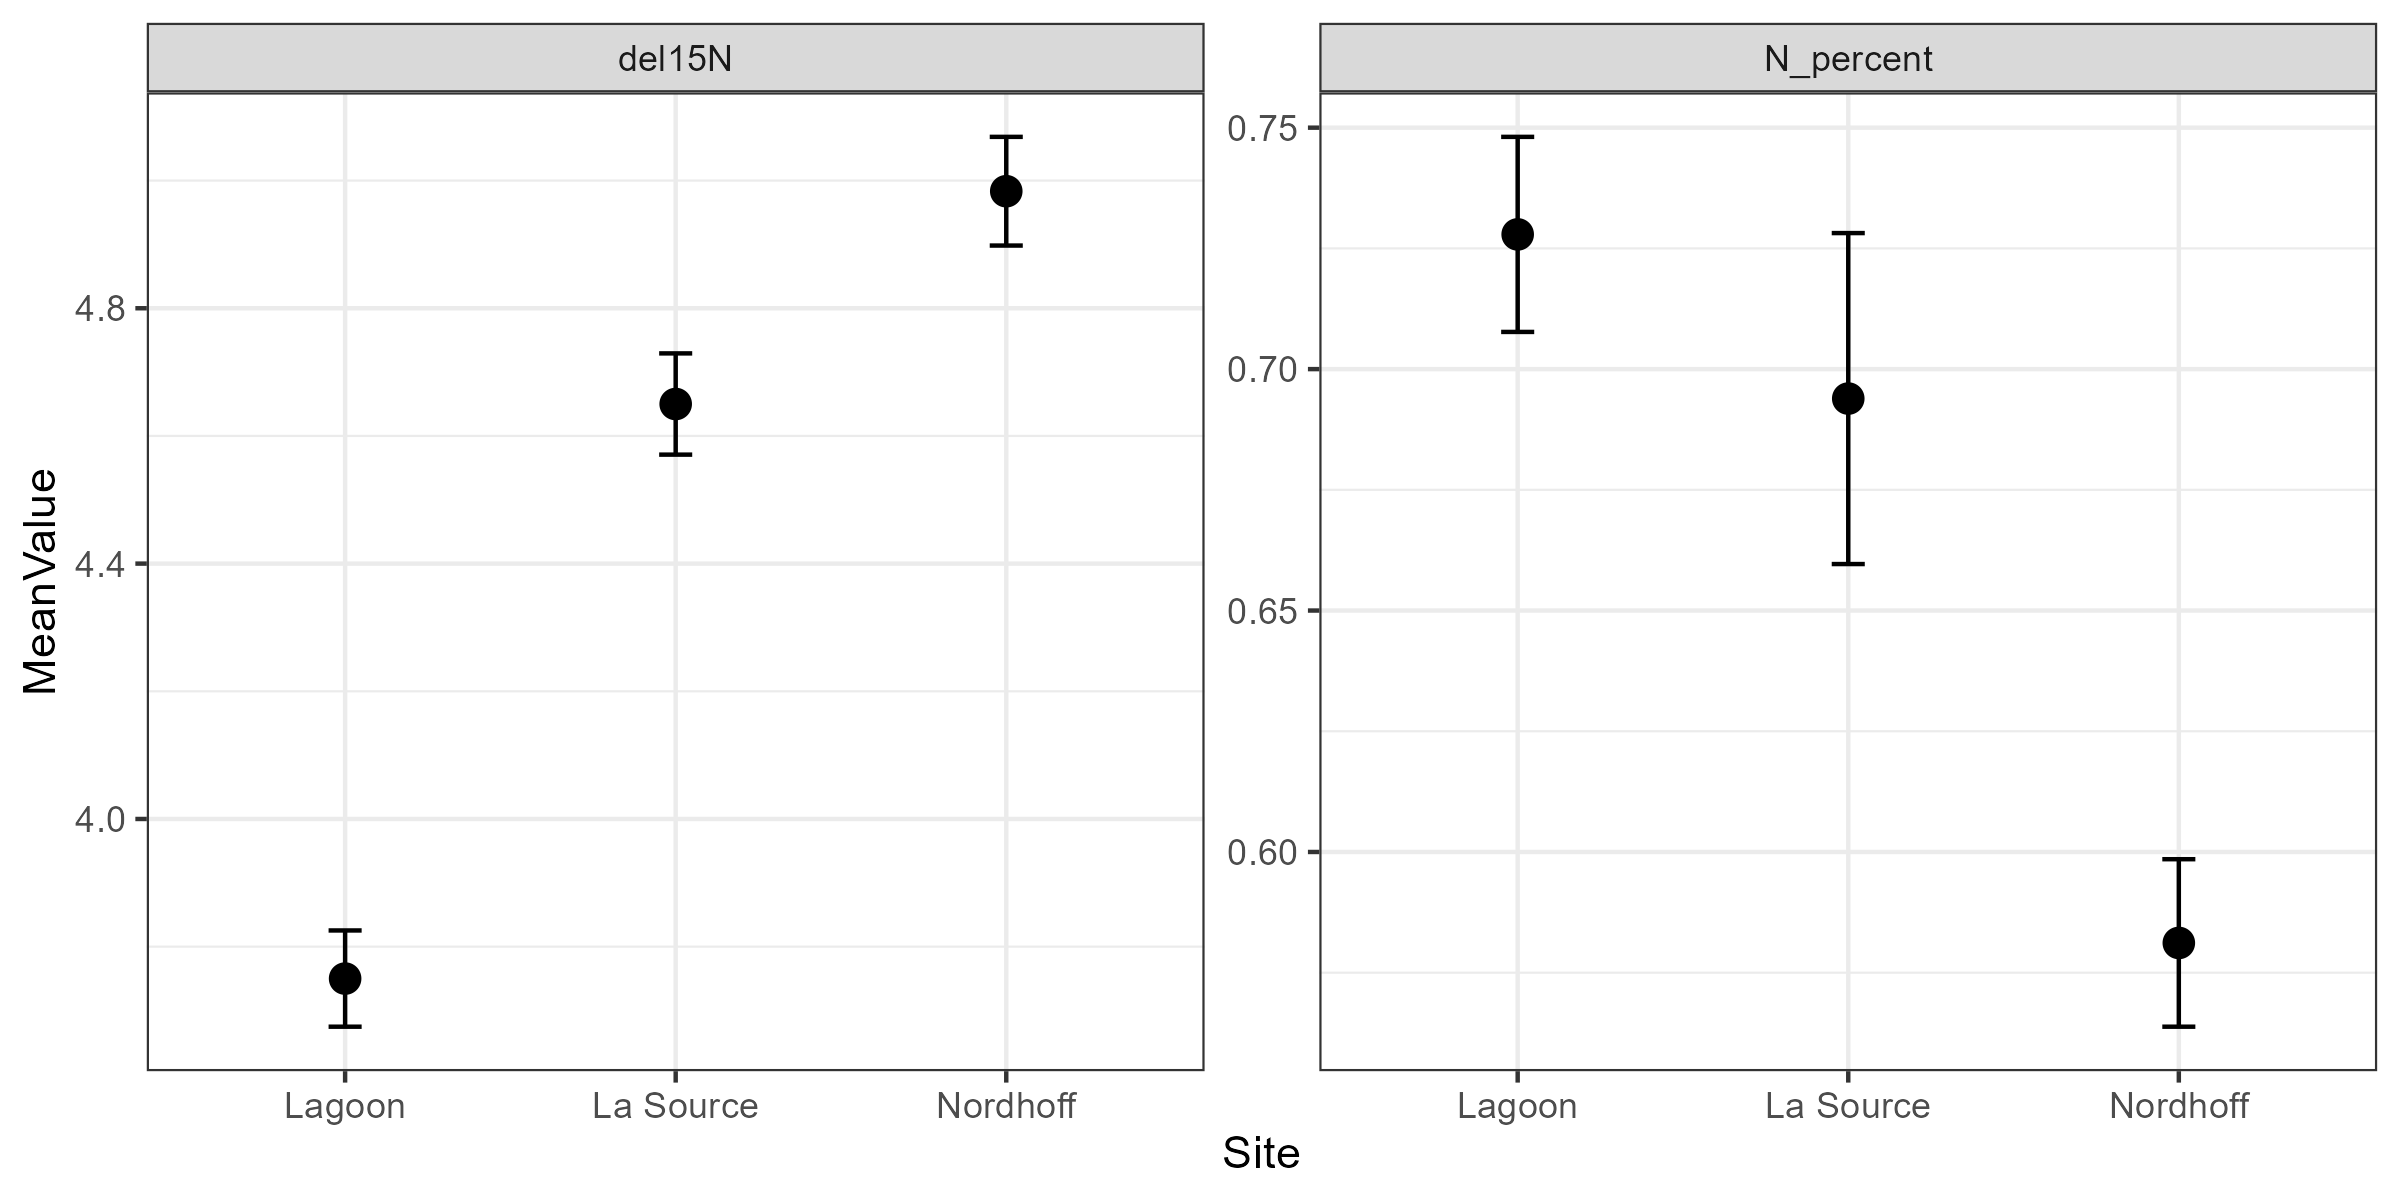 del15N
N_percent
MeanValue
4.8
4.4
4.0
0.75
0.70
0.65
0.60
Lagoon
La Source
Nordhoff
Lagoon
La Source
Nordhoff
Site